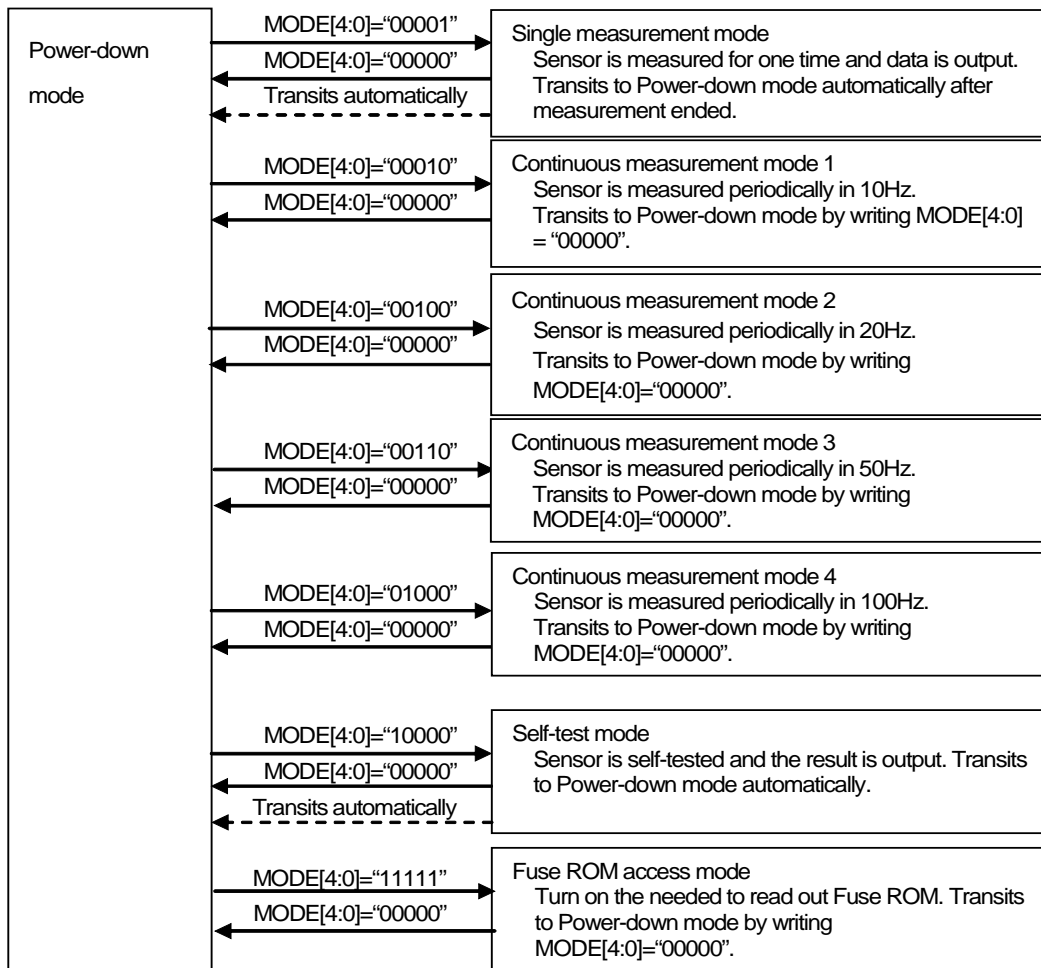 Power-down
mode
MODE[4:0]=“00001”
MODE[4:0]=“00000”
Transits automatically
Single measurement mode
Sensor is measured for one time and data is output.
Transits to Power-down mode automatically after
measurement ended.
MODE[4:0]=“00010”
MODE[4:0]=“00000”
Continuous measurement mode 1
Sensor is measured periodically in 10Hz.
Transits to Power-down mode by writing MODE[4:0]
= “00000”.
MODE[4:0]=“00100”
MODE[4:0]=“00000”
Continuous measurement mode 2
Sensor is measured periodically in 20Hz.
Transits to Power-down mode by writing
MODE[4:0]=“00000”.
MODE[4:0]=“00110”
MODE[4:0]=“00000”
Continuous measurement mode 3
Sensor is measured periodically in 50Hz.
Transits to Power-down mode by writing
MODE[4:0]=“00000”.
MODE[4:0]=“01000”
MODE[4:0]=“00000”
Continuous measurement mode 4
Sensor is measured periodically in 100Hz.
Transits to Power-down mode by writing
MODE[4:0]=“00000”.
MODE[4:0]=“10000”
MODE[4:0]=“00000”
Transits automatically
Self-test mode
Sensor is self-tested and the result is output. Transits
to Power-down mode automatically.
MODE[4:0]=“11111”
MODE[4:0]=“00000”
Fuse ROM access mode
Turn on the needed to read out Fuse ROM. Transits
to Power-down mode by writing
MODE[4:0]=“00000”.